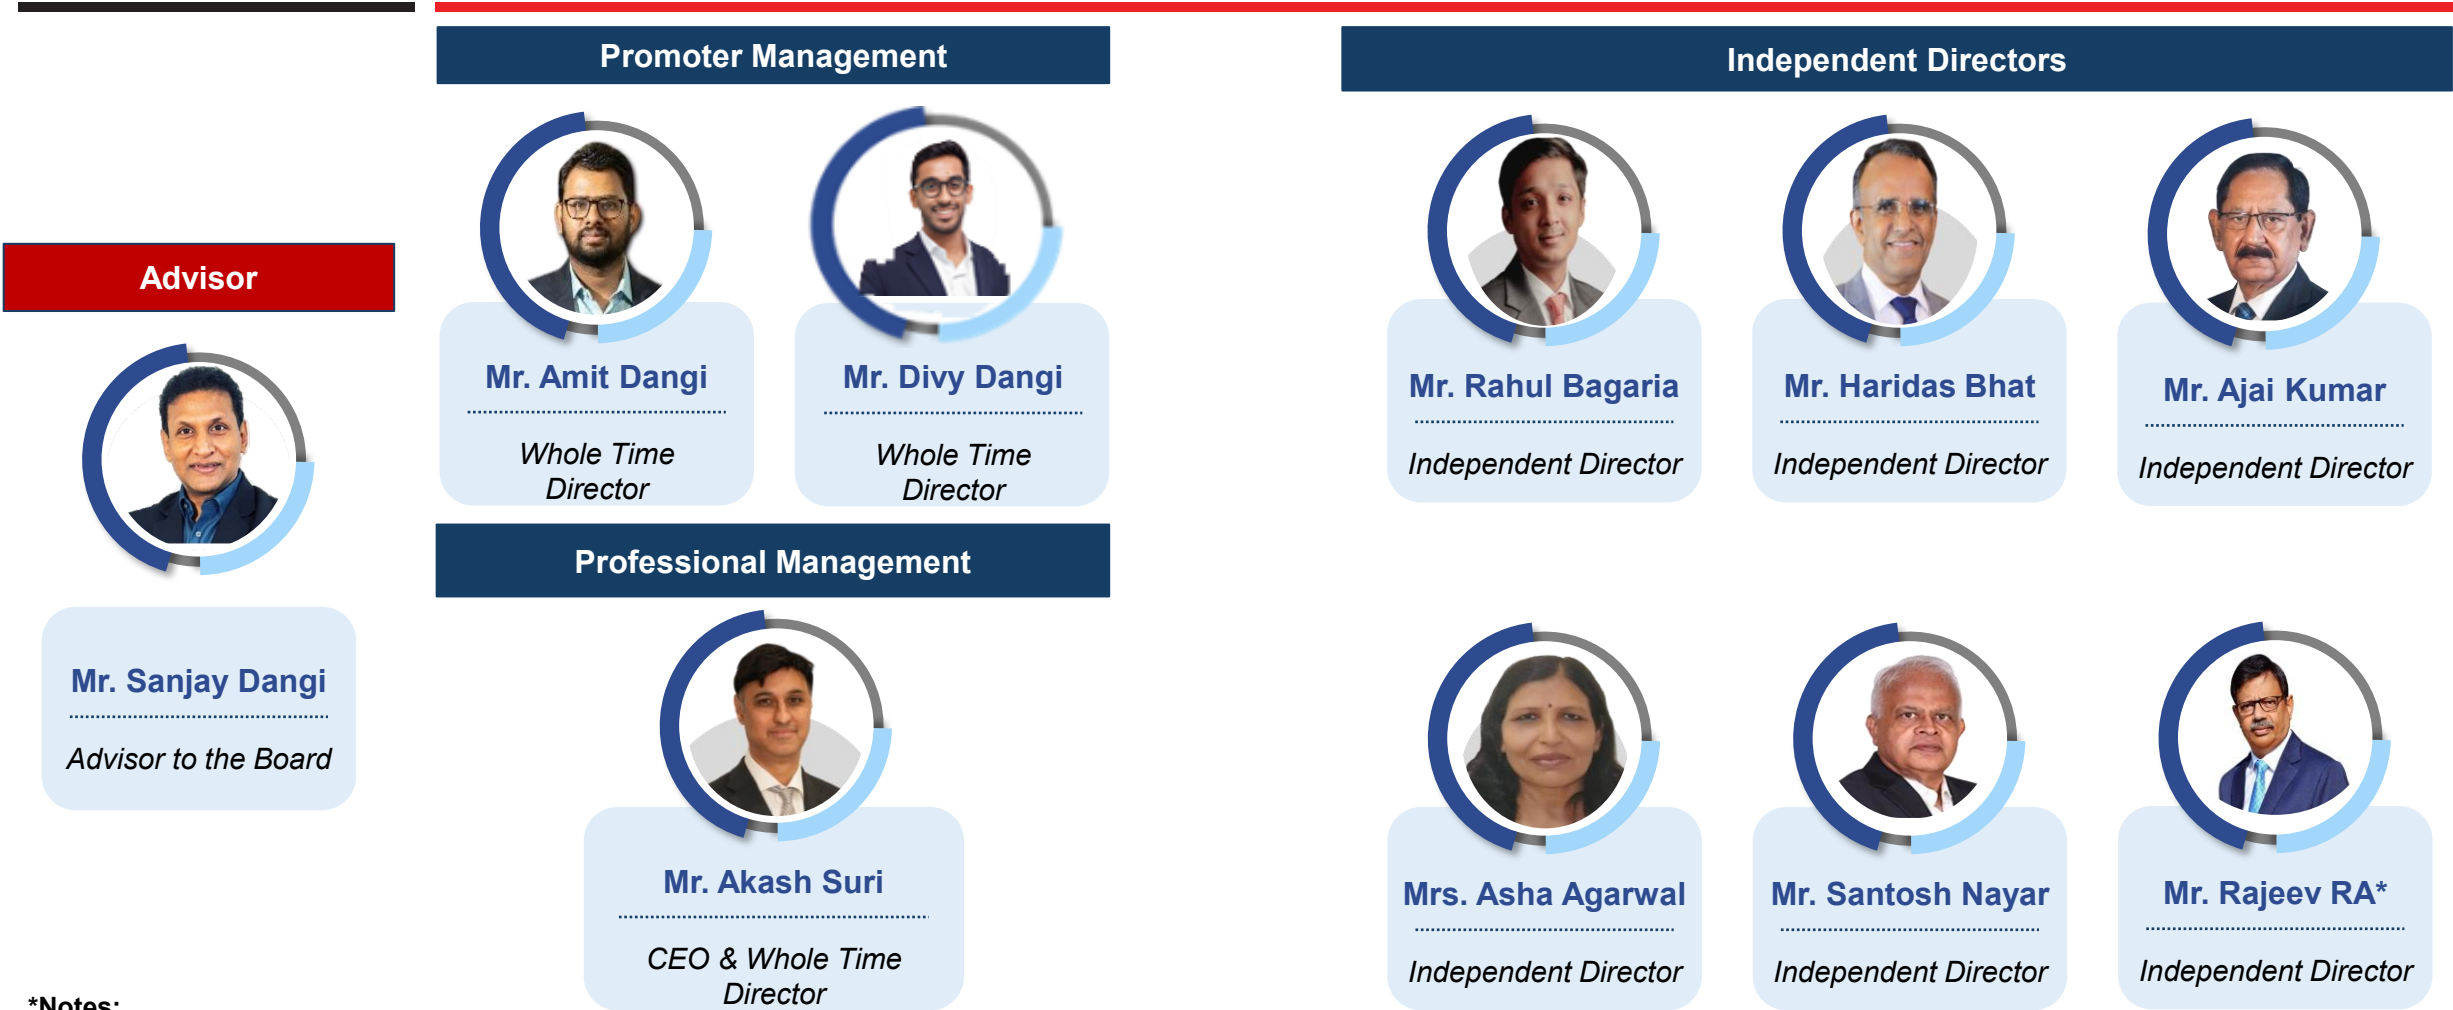 Promoter Management
Independent Directors
Advisor
Mr. Amit Dangi
Whole Time
Director
Mr. Divy Dangi
Whole Time
Director
Mr. Rahul Bagaria
Independent Director
Mr. Haridas Bhat
Independent Director
Mr. Ajai Kumar
Independent Director
Professional Management
Mr. Sanjay Dangi
Advisor to the Board
Mr. Akash Suri
CEO & Whole Time
Director
Mrs. Asha Agarwal
Independent Director
Mr. Santosh Nayar
Independent Director
Mr. Rajeev RA*
Independent Director
*Notes: